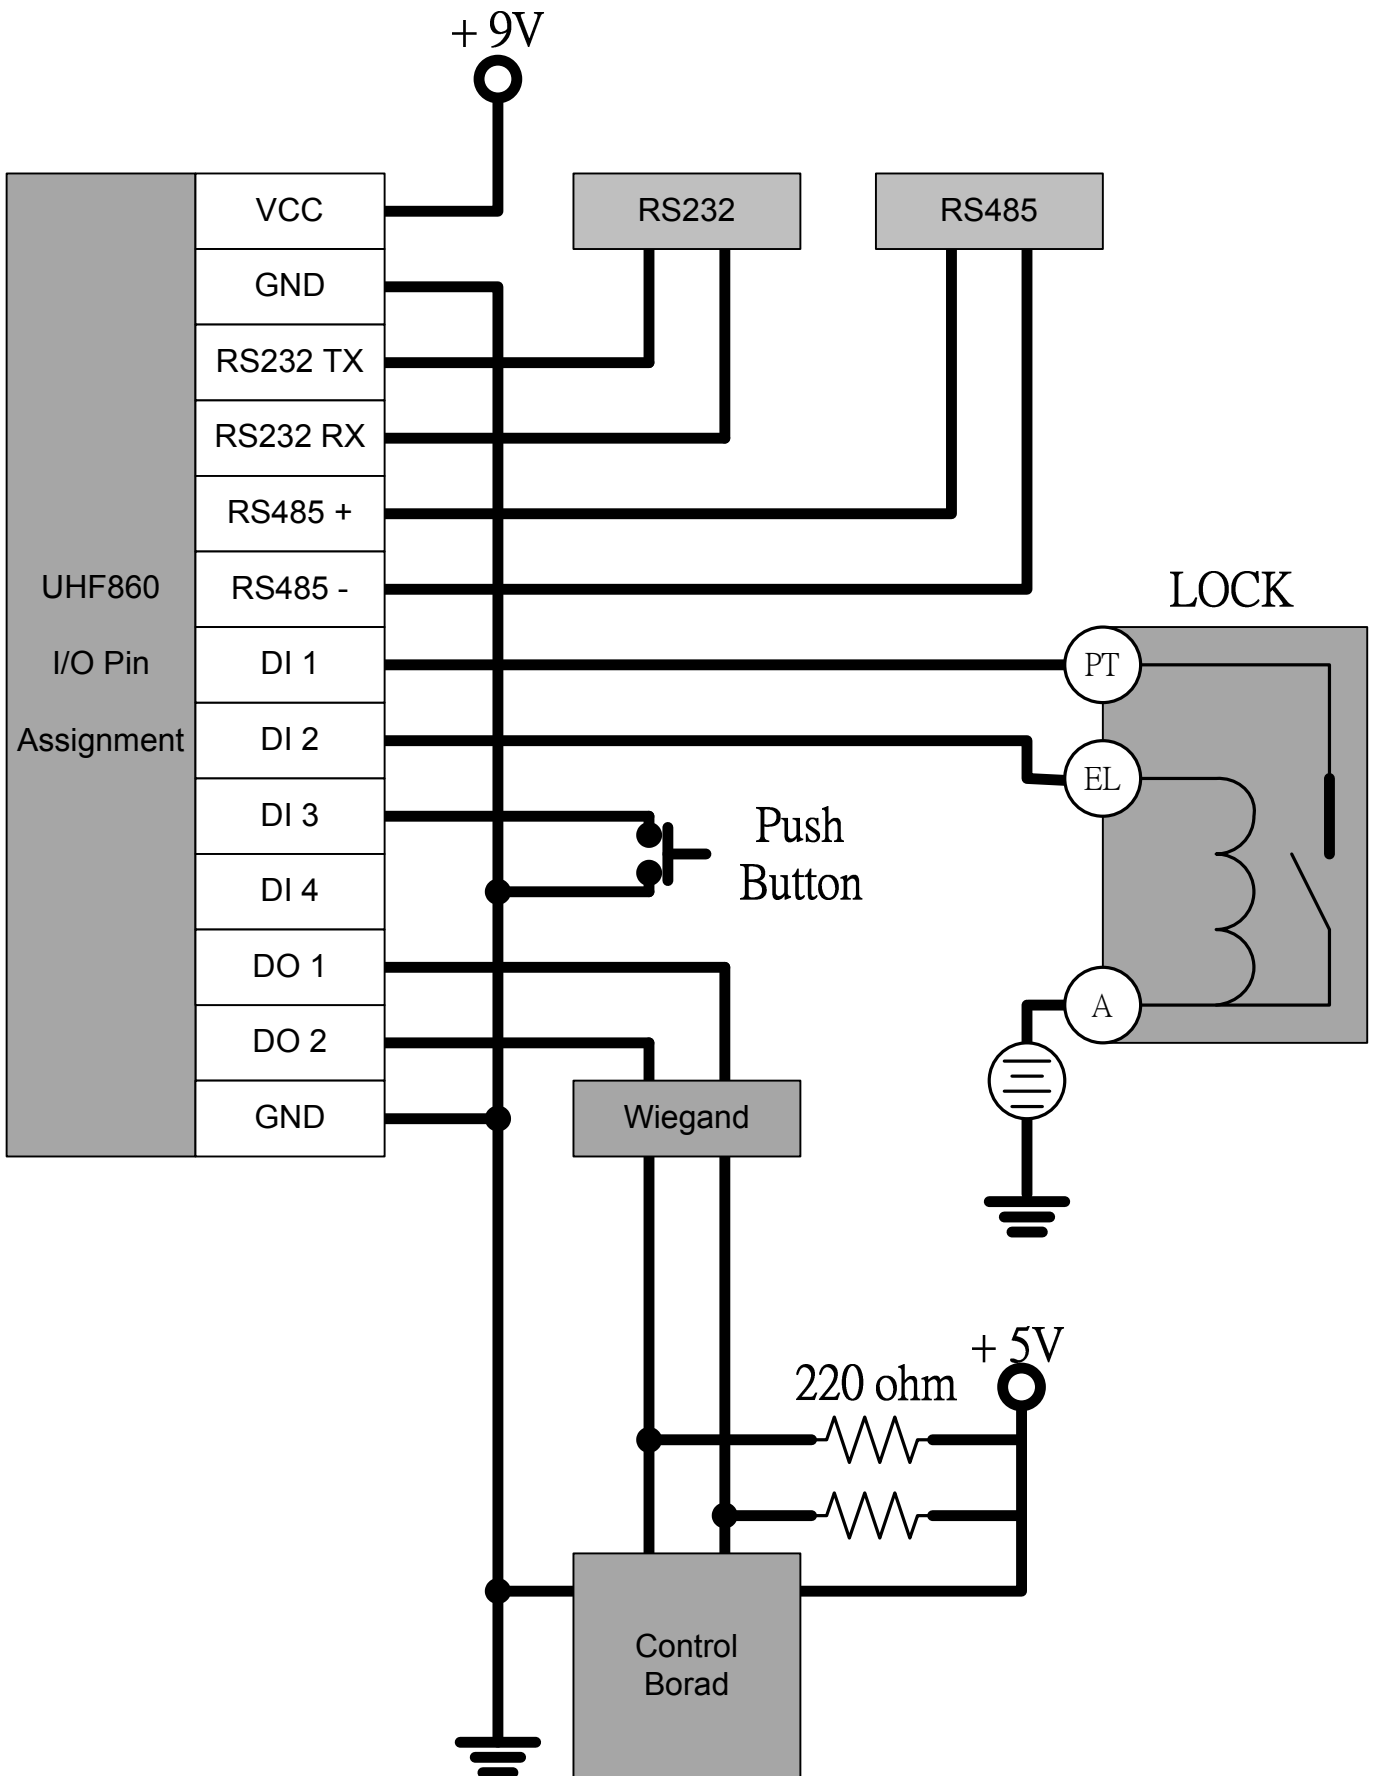 + 9V
VCC
RS232
RS485
GND
RS232 TX
RS232 RX
RS485 +
UHF860
I/O Pin
Assignment
RS485 -
LOCK
DI 1
PT
DI 2
EL
DI 3
Push
Button
DI 4
DO 1
A
DO 2
GND
Wiegand
+ 5V
220 ohm
Control
Borad